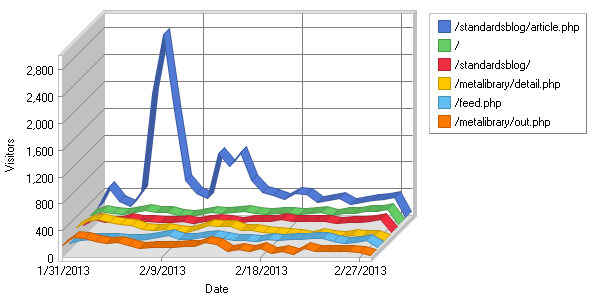 /standardsblog/article.php
/
/standardsblog/
/metalibrary/detail.php
/feed.php
/metalibrary/out.php
Visitors
2,800
2,400
2,000
1,600
1,200
800
400
0
1/31/2013 2/9/2013 2/18/2013 2/27/2013
Date